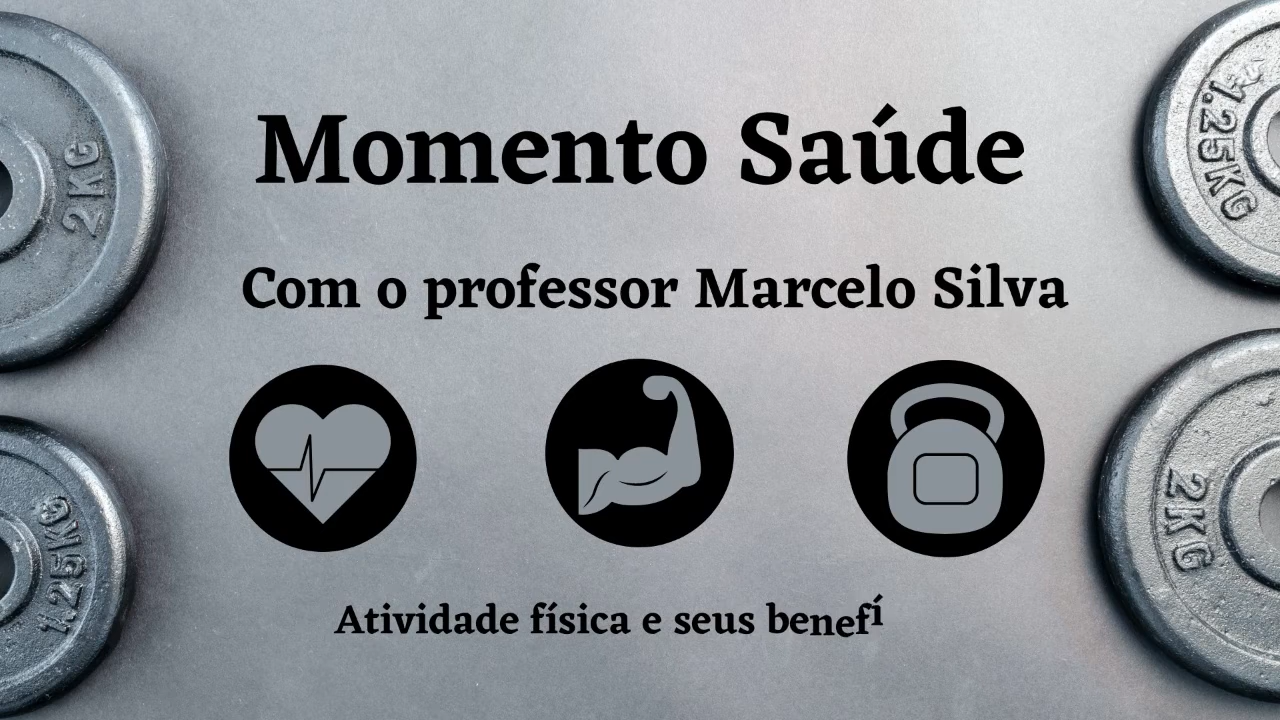 Momento Saúde
Com o professor Marcelo Silva
Atividade física e seus benefí
2KG
1.25KG
1.25KG
2KG